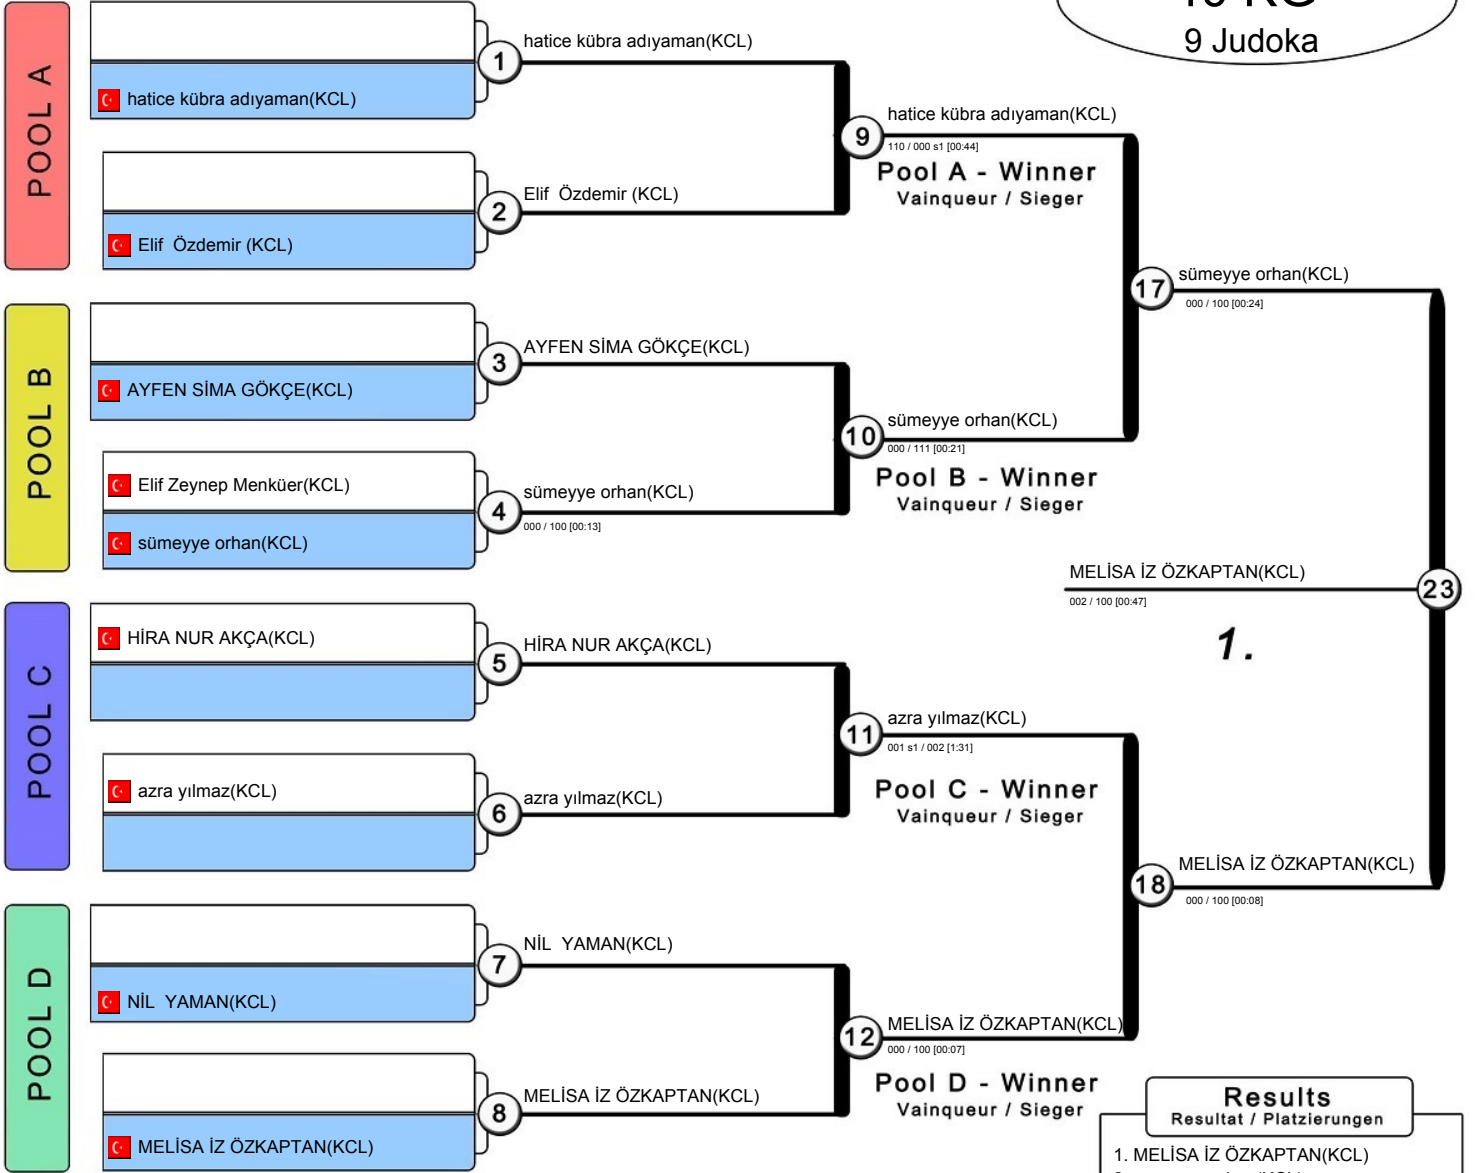 9 Judoka
POOL A
hatice kübra adıyaman(KCL)
1
hatice kübra adıyaman(KCL)
Elif Özdemir (KCL)
2
Elif Özdemir (KCL)
9
hatice kübra adıyaman(KCL)
110 / 000 s1 [00:44]
Pool A - Winner
Vainqueur / Sieger
POOL B
AYFEN SİMA GÖKÇE(KCL)
3
AYFEN SİMA GÖKÇE(KCL)
Elif Zeynep Menküer(KCL)
sümeyye orhan(KCL)
4
sümeyye orhan(KCL)
000 / 100 [00:13]
10
sümeyye orhan(KCL)
000 / 111 [00:21]
Pool B - Winner
Vainqueur / Sieger
17
sümeyye orhan(KCL)
000 / 100 [00:24]
POOL C
HİRA NUR AKÇA(KCL)
5
HİRA NUR AKÇA(KCL)
azra yılmaz(KCL)
6
azra yılmaz(KCL)
11
azra yılmaz(KCL)
001 s1 / 002 [1:31]
Pool C - Winner
Vainqueur / Sieger
POOL D
NİL YAMAN(KCL)
7
NİL YAMAN(KCL)
MELİSA İZ ÖZKAPTAN(KCL)
8
MELİSA İZ ÖZKAPTAN(KCL)
12
MELİSA İZ ÖZKAPTAN(KCL)
000 / 100 [00:07]
Pool D - Winner
Vainqueur / Sieger
18
MELİSA İZ ÖZKAPTAN(KCL)
000 / 100 [00:08]
MELİSA İZ ÖZKAPTAN(KCL)
002 / 100 [00:47]
23
1.
Results
Resultat / Platzierungen
1. MELİSA İZ ÖZKAPTAN(KCL)